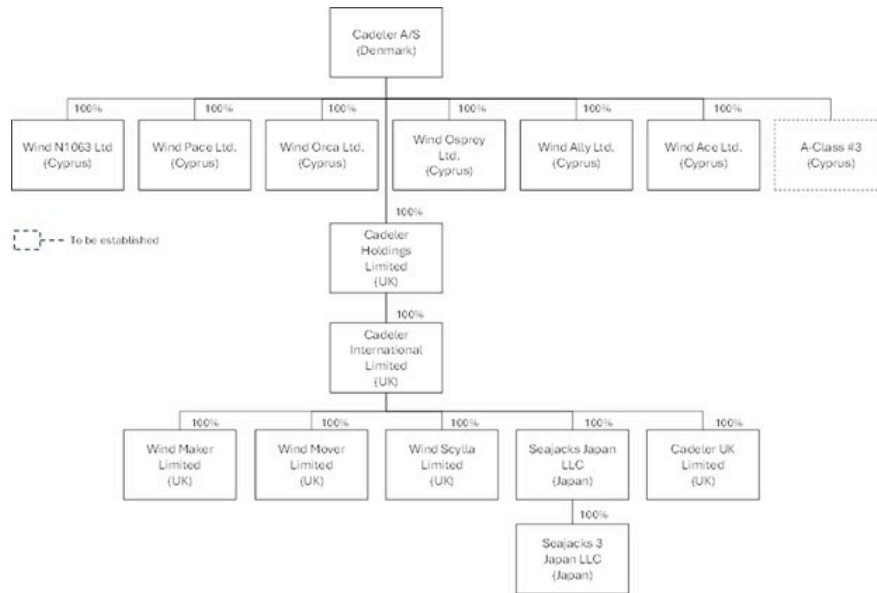 Cadeler A/S
(Denmark)
100%
100%
100%
100%
100%
100%
100%
Wind N1063 Ltd
(Cyprus)
Wind Pace Ltd.
(Cyprus)
Wind Orca Ltd.
(Cyprus)
Wind Osprey
Ltd.
(Cyprus)
Wind Ally Ltd.
(Cyprus)
Wind Ace Ltd.
(Cyprus)
A-Class #3
(Cyprus)
To be established
100%
Cadeler
Holdings
Limited
(UK)
100%
Cadeler
International
Limited
(UK)
100%
100%
100%
100%
100%
Wind Maker
Limited
(UK)
Wind Mover
Limited
(UK)
Wind Scylla
Limited
(UK)
Seajacks Japan
LLC
(Japan)
Cadeler UK
Limited
(UK)
100%
Seajacks 3
Japan LLC
(Japan)